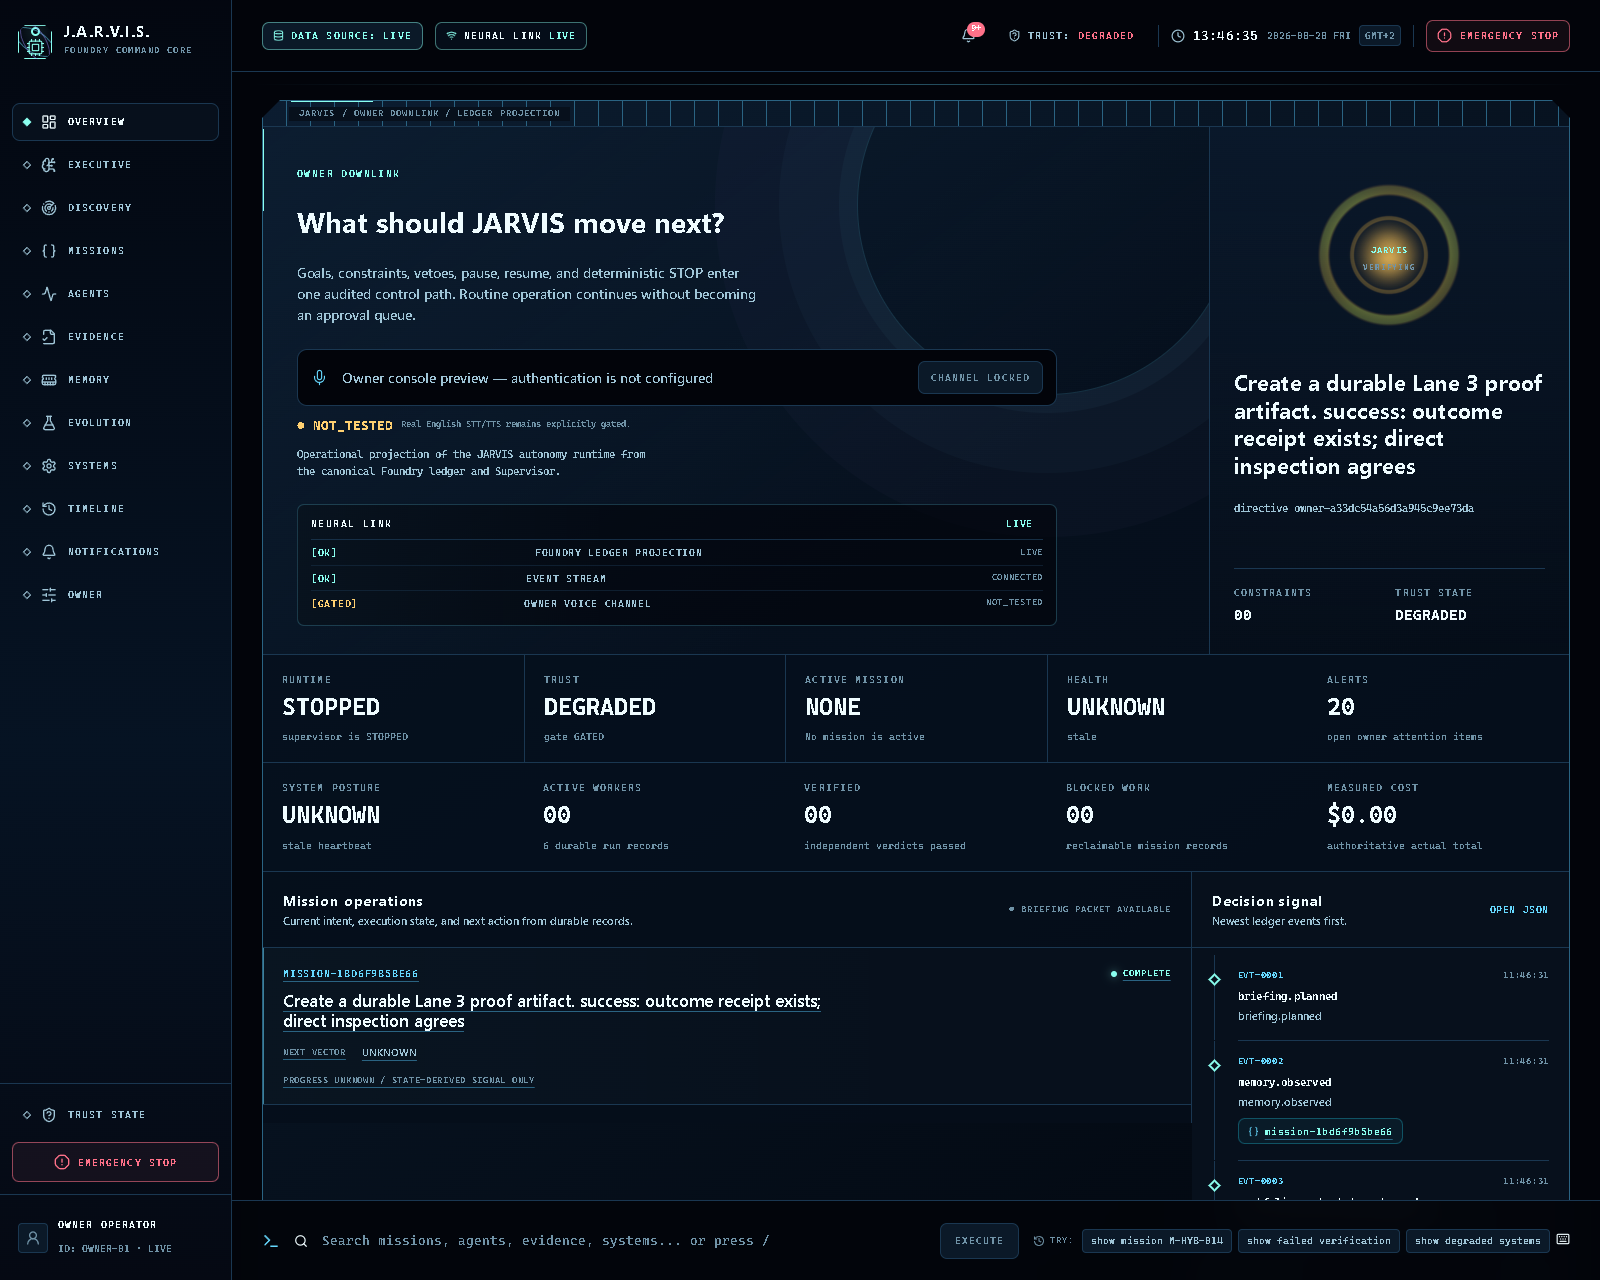 J.A.R.V.I.S.
FOUNDRY COMMAND CORE
OVERVIEW
EXECUTIVE
DISCOVERY
MISSIONS
AGENTS
EVIDENCE
MEMORY
EVOLUTION
SYSTEMS
TIMELINE
NOTIFICATIONS
OWNER
TRUST STATE
EMERGENCY STOP
OWNER OPERATOR
ID: OWNER-01 • LIVE
DATA SOURCE: LIVE
NEURAL LINK LIVE
9+
TRUST: DEGRADED
13:46:35 2026-08-28 FRI GMT+2
EMERGENCY STOP
JARVIS / OWNER DOWNLINK / LEDGER PROJECTION
OWNER DOWNLINK
What should JARVIS move next?
Goals, constraints, vetoes, pause, resume, and deterministic STOP enter
one audited control path. Routine operation continues without becoming
an approval queue.
Owner console preview — authentication is not configured
CHANNEL LOCKED
NOT_TESTED Real English STT/TTS remains explicitly gated.
Operational projection of the JARVIS autonomy runtime from
the canonical Foundry ledger and Supervisor.
NEURAL LINK LIVE
[OK] FOUNDRY LEDGER PROJECTION LIVE
[OK] EVENT STREAM CONNECTED
[GATED] OWNER VOICE CHANNEL NOT_TESTED
JARVIS
VERIFYING
Create a durable Lane 3 proof
artifact. success: outcome
receipt exists; direct
inspection agrees
directive owner-a33dc54a56d3a945c9ee73da
CONSTRAINTS
00
TRUST STATE
DEGRADED
RUNTIME
STOPPED
supervisor is STOPPED
TRUST
DEGRADED
gate GATED
ACTIVE MISSION
NONE
No mission is active
HEALTH
UNKNOWN
stale
ALERTS
20
open owner attention items
SYSTEM POSTURE
UNKNOWN
stale heartbeat
ACTIVE WORKERS
00
6 durable run records
VERIFIED
00
independent verdicts passed
BLOCKED WORK
00
reclaimable mission records
MEASURED COST
$0.00
authoritative actual total
Mission operations
Current intent, execution state, and next action from durable records.
BRIEFING PACKET AVAILABLE
MISSION-1BD6F9B5BE66
COMPLETE
Create a durable Lane 3 proof artifact. success: outcome receipt exists;
direct inspection agrees
NEXT VECTOR UNKNOWN
PROGRESS UNKNOWN / STATE-DERIVED SIGNAL ONLY
Decision signal
Newest ledger events first.
OPEN JSON
EVT-0001 11:46:31
briefing.planned
briefing.planned
EVT-0002 11:46:31
memory.observed
memory.observed
{} mission-1bd6f9b5be66
EVT-0003 11:46:31
Search missions, agents, evidence, systems... or press /
EXECUTE
TRY:
show mission M-HYB-014
show failed verification
show degraded systems